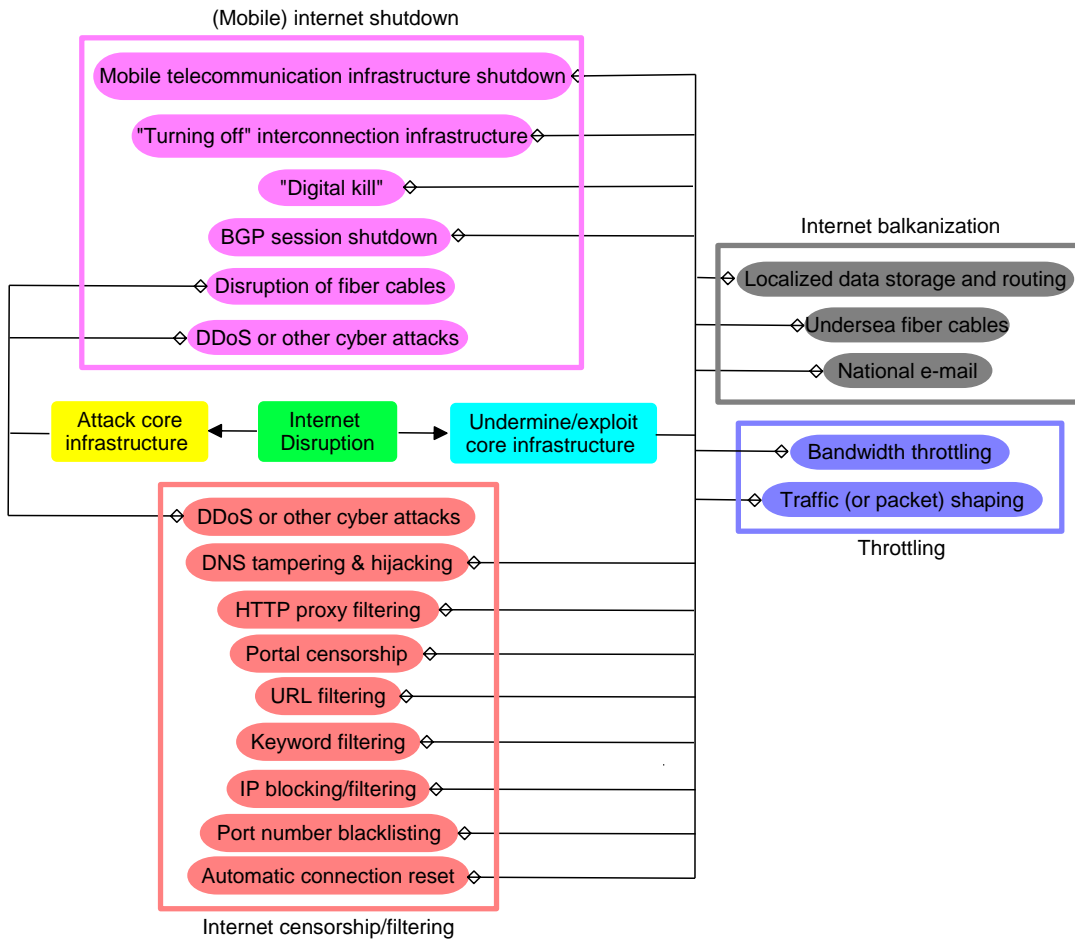 (Mobile) internet shutdown
Mobile telecommunication infrastructure shutdown
"Turning off" interconnection infrastructure
"Digital kill"
BGP session shutdown
Disruption of fiber cables
DDoS or other cyber attacks
Internet balkanization
Localized data storage and routing
Undersea fiber cables
National e-mail
Attack core
infrastructure
Internet
Disruption
Undermine/exploit
core infrastructure
Bandwidth throttling
Traffic (or packet) shaping
Throttling
DDoS or other cyber attacks
DNS tampering & hijacking
HTTP proxy filtering
Portal censorship
URL filtering
Keyword filtering
IP blocking/filtering
Port number blacklisting
Automatic connection reset
Internet censorship/filtering